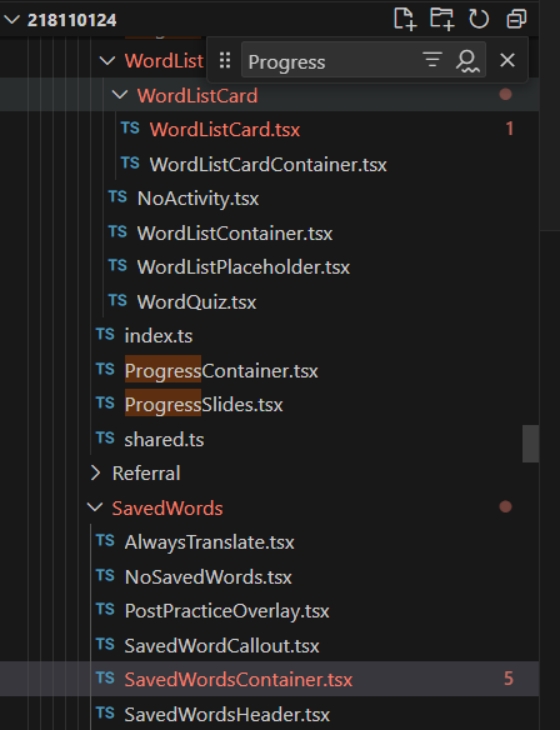 218110124
WordList
Progress
WordListCard
TS WordListCard.tsx 1
TS WordListCardContainer.tsx
TS NoActivity.tsx
TS WordListContainer.tsx
TS WordListPlaceholder.tsx
TS WordQuiz.tsx
TS index.ts
TS ProgressContainer.tsx
TS ProgressSlides.tsx
TS shared.ts
Referral
SavedWords
TS AlwaysTranslate.tsx
TS NoSavedWords.tsx
TS PostPracticeOverlay.tsx
TS SavedWordCallout.tsx
TS SavedWordsContainer.tsx 5
TS SavedWordsHeader.tsx